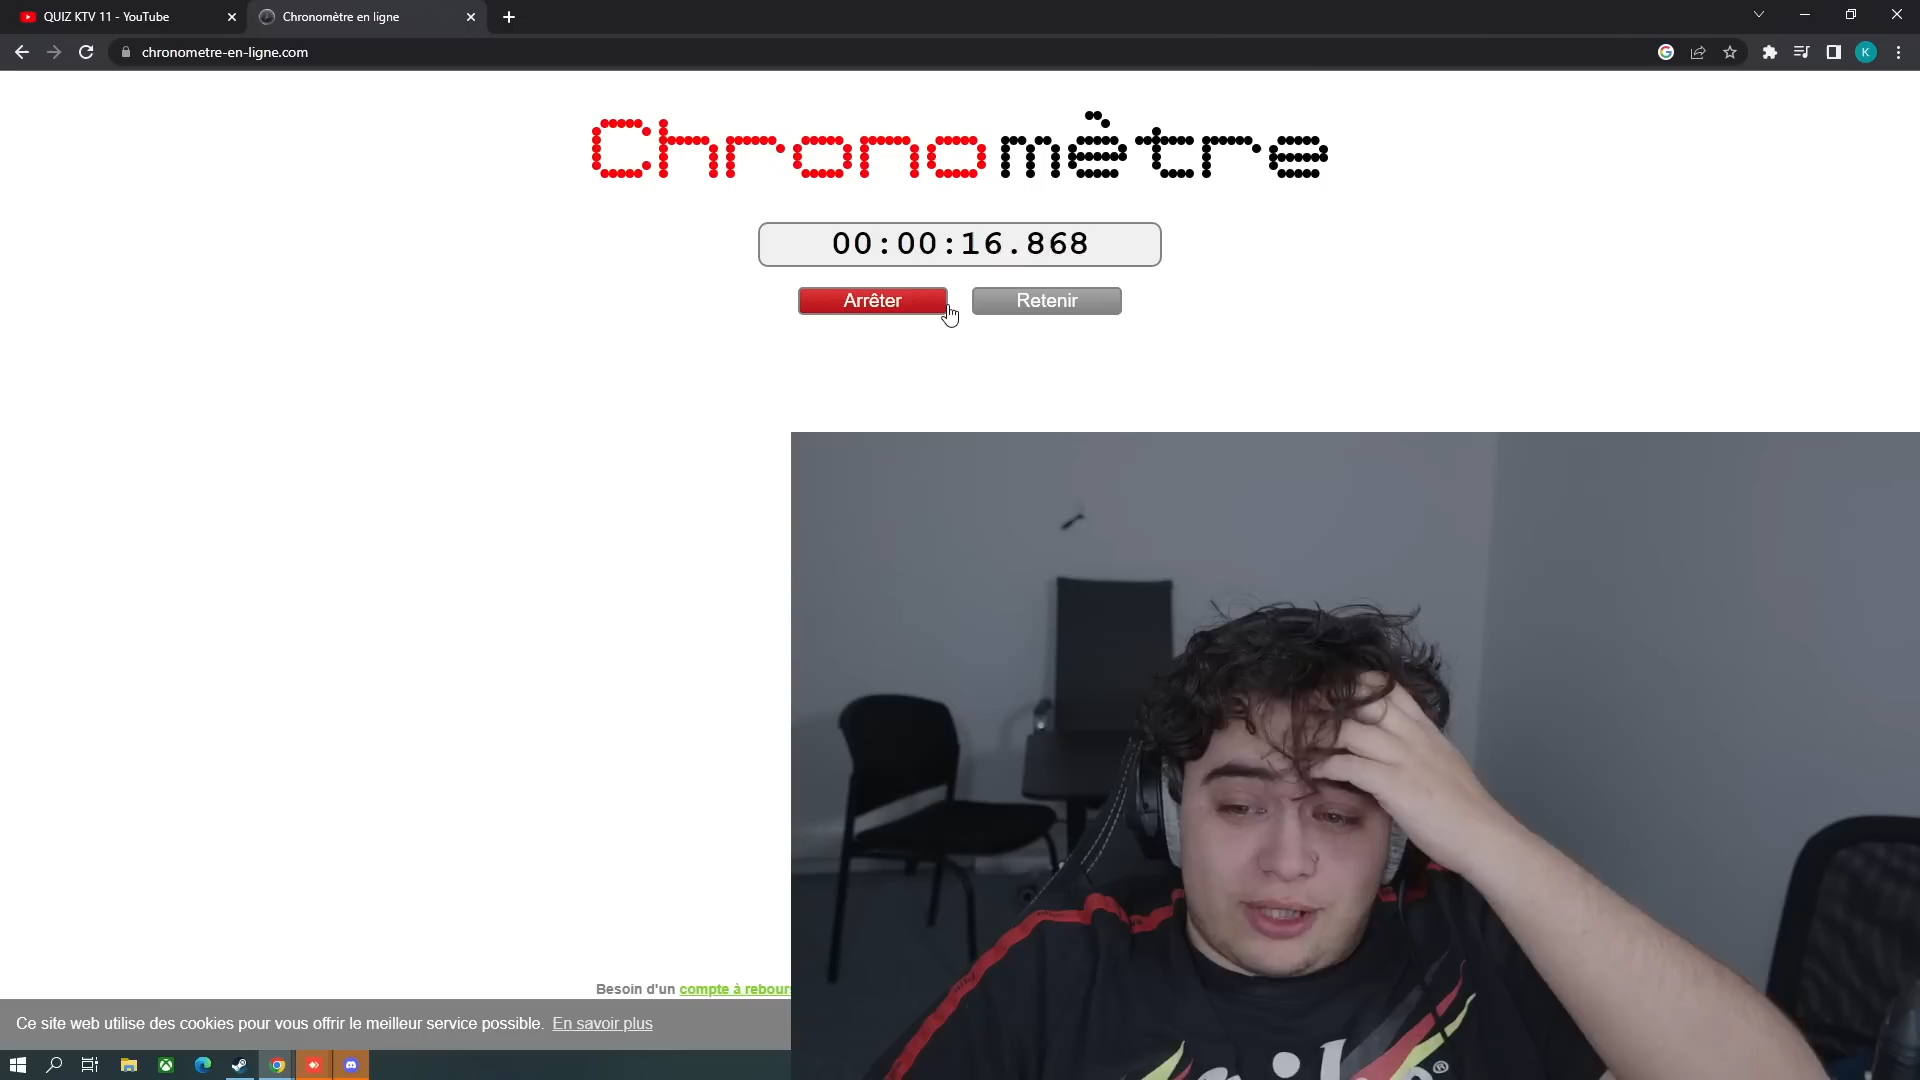 QUIZ KTV 11 - YouTube
Chronomètre en ligne
chronometre-en-ligne.com
K
Chronomètre
00:00:16.868
Arrêter
Retenir
Besoin d'un compte à rebours
Ce site web utilise des cookies pour vous offrir le meilleur service possible. En savoir plus